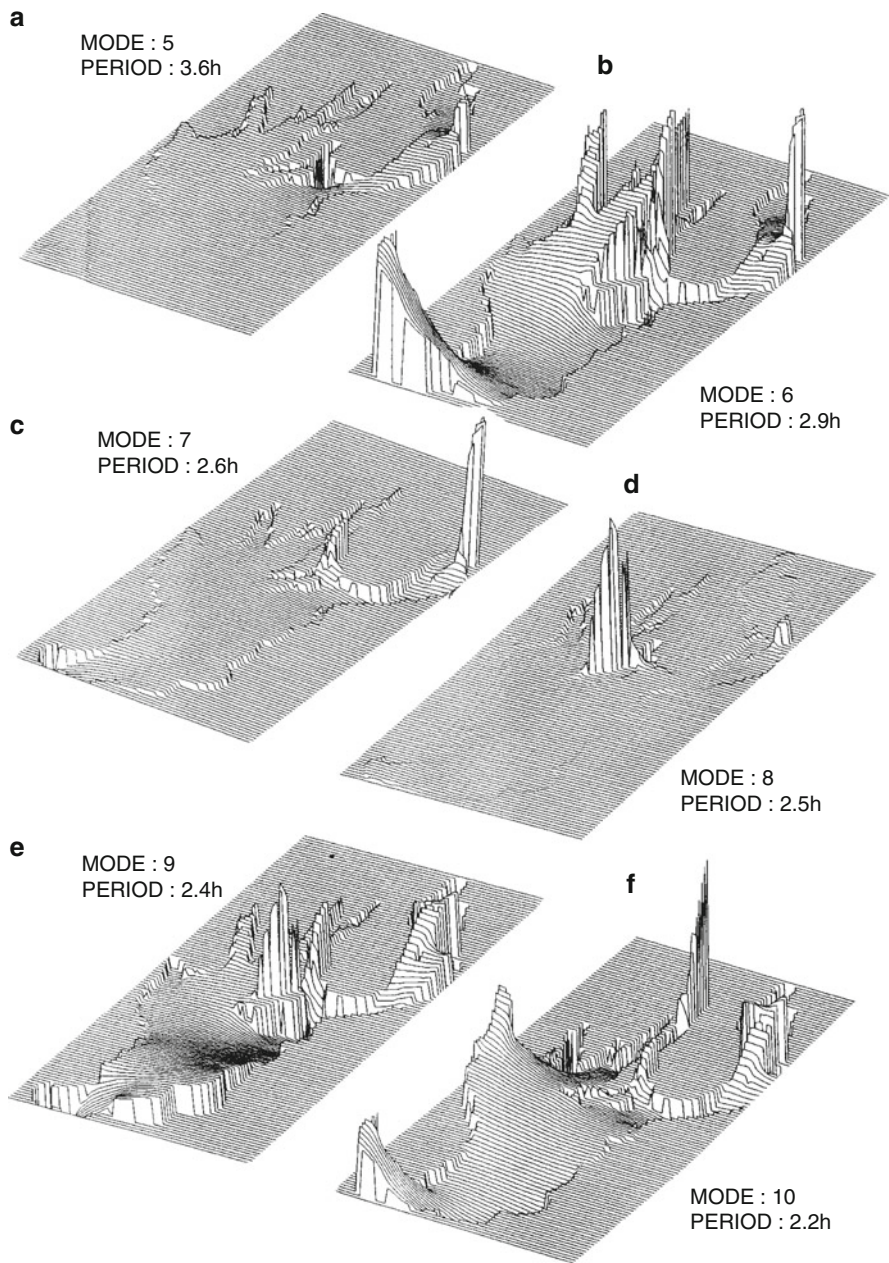 a
MODE : 5
PERIOD : 3.6h
b
MODE : 6
PERIOD : 2.9h
c
MODE : 7
PERIOD : 2.6h
d
MODE : 8
PERIOD : 2.5h
e
MODE : 9
PERIOD : 2.4h
f
MODE : 10
PERIOD : 2.2h